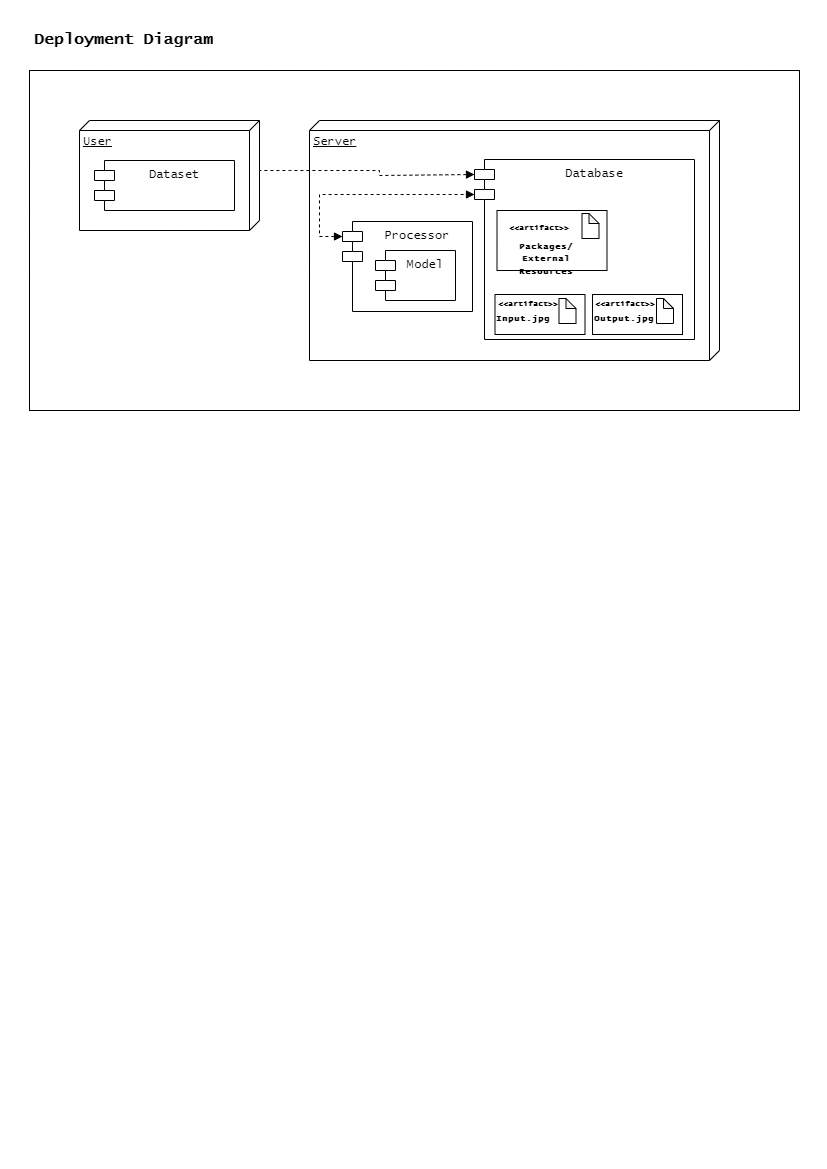 Deployment Diagram
User
Dataset
Server
Database
<<artifact>>
Packages/
External
Resources
Processor
Model
<<artifact>>
Input.jpg
<<artifact>>
Output.jpg